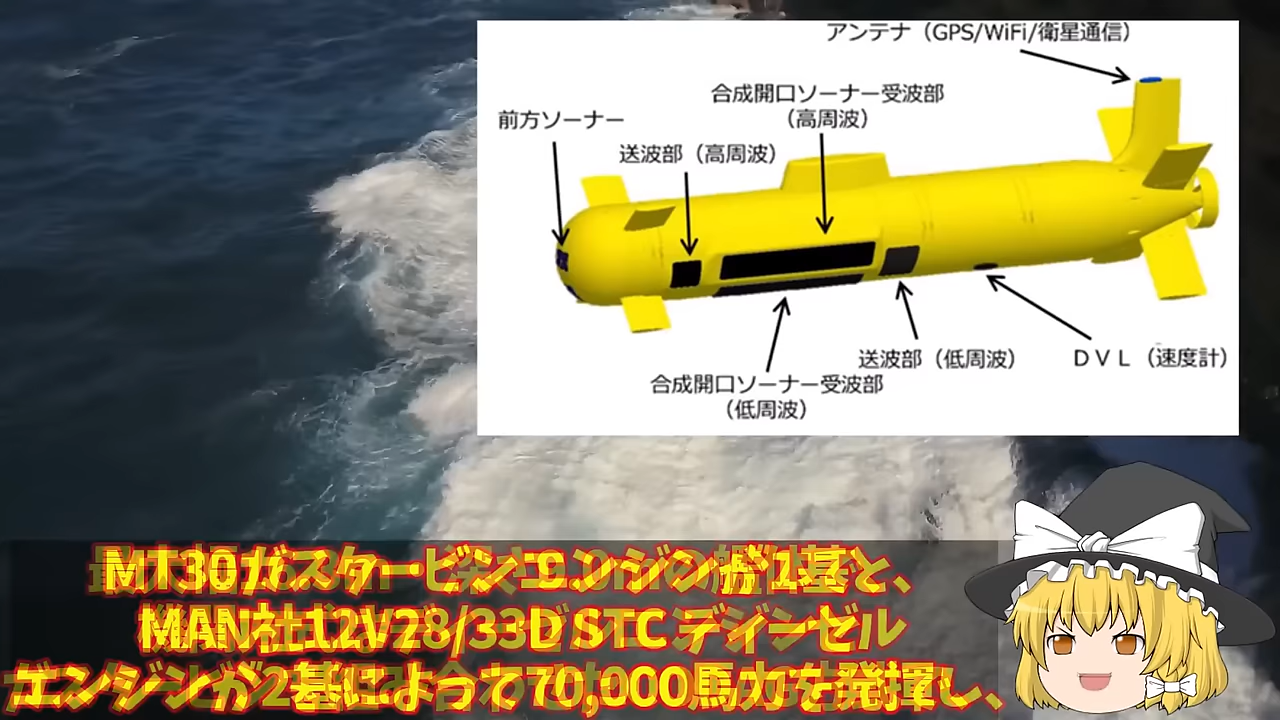 アンテナ（GPS/WiFi/衛星通信）
合成開口ソーナー受波部
（高周波）
前方ソーナー
送波部（高周波）
送波部（低周波）
ＤＶＬ（速度計）
合成開口ソーナー受波部
（低周波）
MT30ガスタービンエンジンが1基と、
MAN社12V28/33D STCディーゼル
エンジンが2基によって70,000馬力を発揮し、